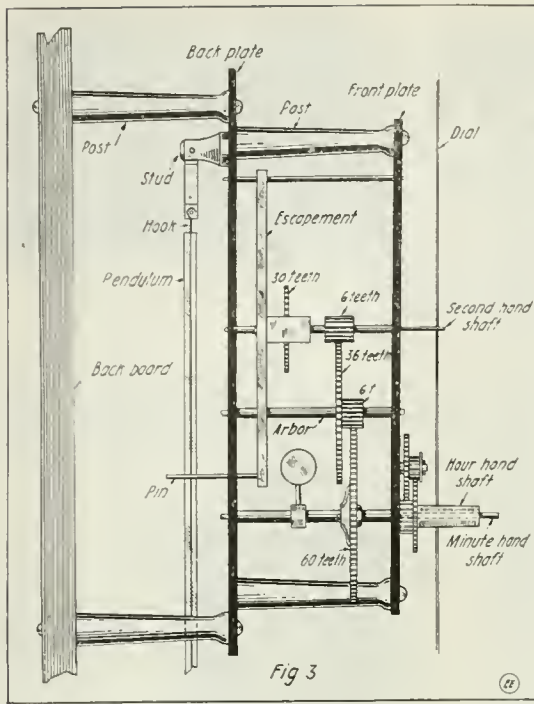 Back plate
Post
Front plate
Dial
Post
Stud
Escapement
Hook
30 teeth
Pendulum
6 teeth
Second hand
shaft
36 teeth
Back board
6 t
Arbor
Hour hand
shaft
Pin
Minute hand
shaft
60 teeth
Fig 3
EE